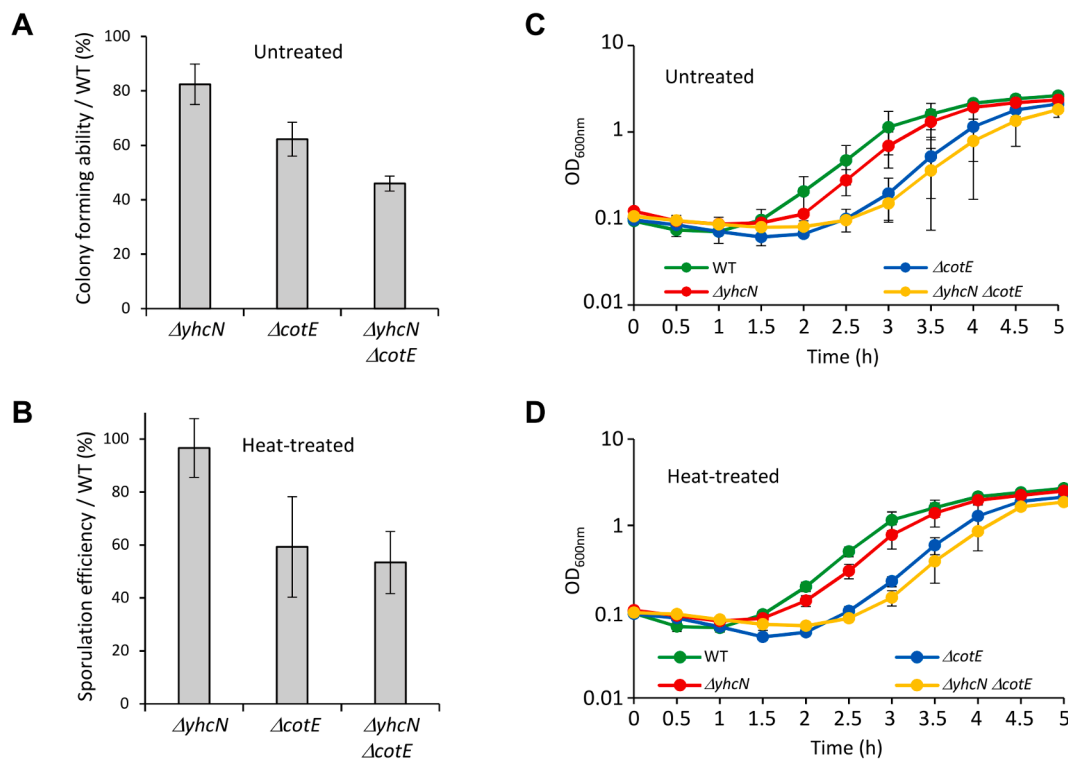 A
Untreated
Colony forming ability / WT (%)
100
80
60
40
20
0
ΔyhcN
ΔcotE
ΔyhcN
ΔcotE
B
Heat-treated
Sporulation efficiency / WT (%)
100
80
60
40
20
0
ΔyhcN
ΔcotE
ΔyhcN
ΔcotE
C
Untreated
OD600nm
10
1
0.1
0.01
WT
ΔcotE
ΔyhcN
ΔyhcN ΔcotE
0 0.5 1 1.5 2 2.5 3 3.5 4 4.5 5
Time (h)
D
Heat-treated
OD600nm
10
1
0.1
0.01
WT
ΔcotE
ΔyhcN
ΔyhcN ΔcotE
0 0.5 1 1.5 2 2.5 3 3.5 4 4.5 5
Time (h)